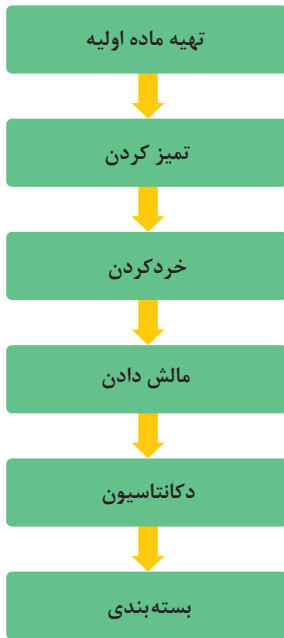 تهیه ماده اولیه
تمیز کردن
خردکردن
مالش دادن
دکانتاسیون
بسته‌بندی